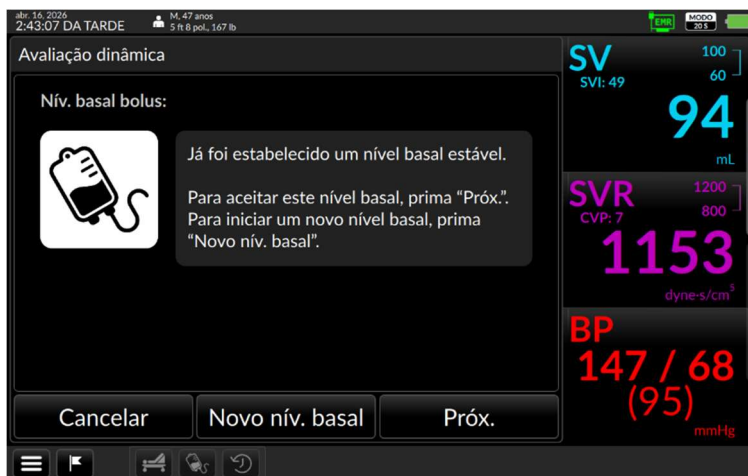 abr. 16, 2026
2:43:07 DA TARDE
M, 47 anos
5 ft 8 pol., 167 lb
EMR
MODO
20 S
Avaliação dinâmica
Nív. basal bolus:
Já foi estabelecido um nível basal estável.
Para aceitar este nível basal, prima “Próx.”.
Para iniciar um novo nível basal, prima
“Novo nív. basal”.
Cancelar
Novo nív. basal
Próx.
SV
SVI: 49
100
60
94
mL
SVR
CVP: 7
1200
800
1153
dyne-s/cm⁵
BP
147 / 68
(95)
mmHg